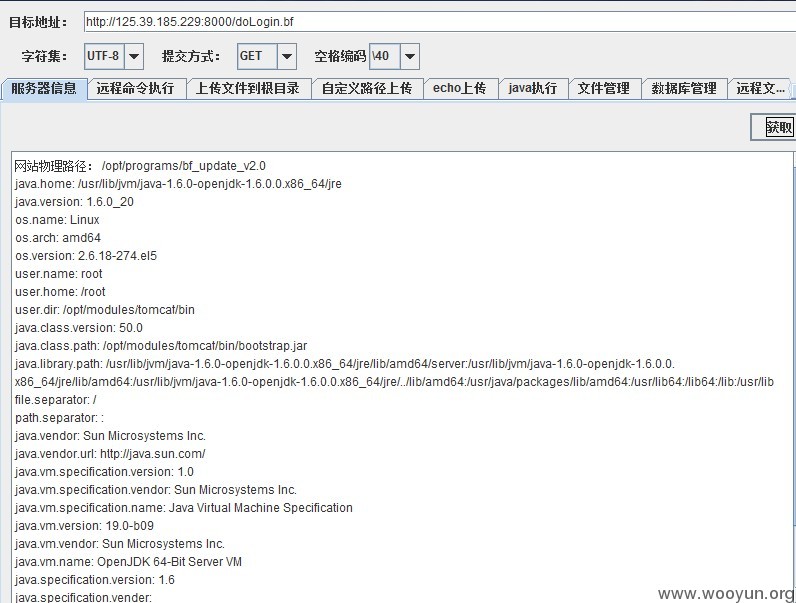 目标地址： http://125.39.185.229:8000/doLogin.bf
字符集： UTF-8 提交方式： GET 空格编码 \40
服务器信息 远程命令执行 上传文件到根目录 自定义路径上传 echo上传 java执行 文件管理 数据库管理 远程文...
获取
网站物理路径： /opt/programs/bf_update_v2.0
java.home: /usr/lib/jvm/java-1.6.0-openjdk-1.6.0.0.x86_64/jre
java.version: 1.6.0_20
os.name: Linux
os.arch: amd64
os.version: 2.6.18-274.el5
user.name: root
user.home: /root
user.dir: /opt/modules/tomcat/bin
java.class.version: 50.0
java.class.path: /opt/modules/tomcat/bin/bootstrap.jar
java.library.path: /usr/lib/jvm/java-1.6.0-openjdk-1.6.0.0.x86_64/jre/lib/amd64/server:/usr/lib/jvm/java-1.6.0-openjdk-1.6.0.0.
x86_64/jre/lib/amd64:/usr/lib/jvm/java-1.6.0-openjdk-1.6.0.0.x86_64/jre/../lib/amd64:/usr/java/packages/lib/amd64:/usr/lib64:/lib64:/lib:/usr/lib
file.separator: /
path.separator: :
java.vendor: Sun Microsystems Inc.
java.vendor.url: http://java.sun.com/
java.vm.specification.version: 1.0
java.vm.specification.vendor: Sun Microsystems Inc.
java.vm.specification.name: Java Virtual Machine Specification
java.vm.version: 19.0-b09
java.vm.vendor: Sun Microsystems Inc.
java.vm.name: OpenJDK 64-Bit Server VM
java.specification.version: 1.6
java.specification.vender:
www.wooyun.org